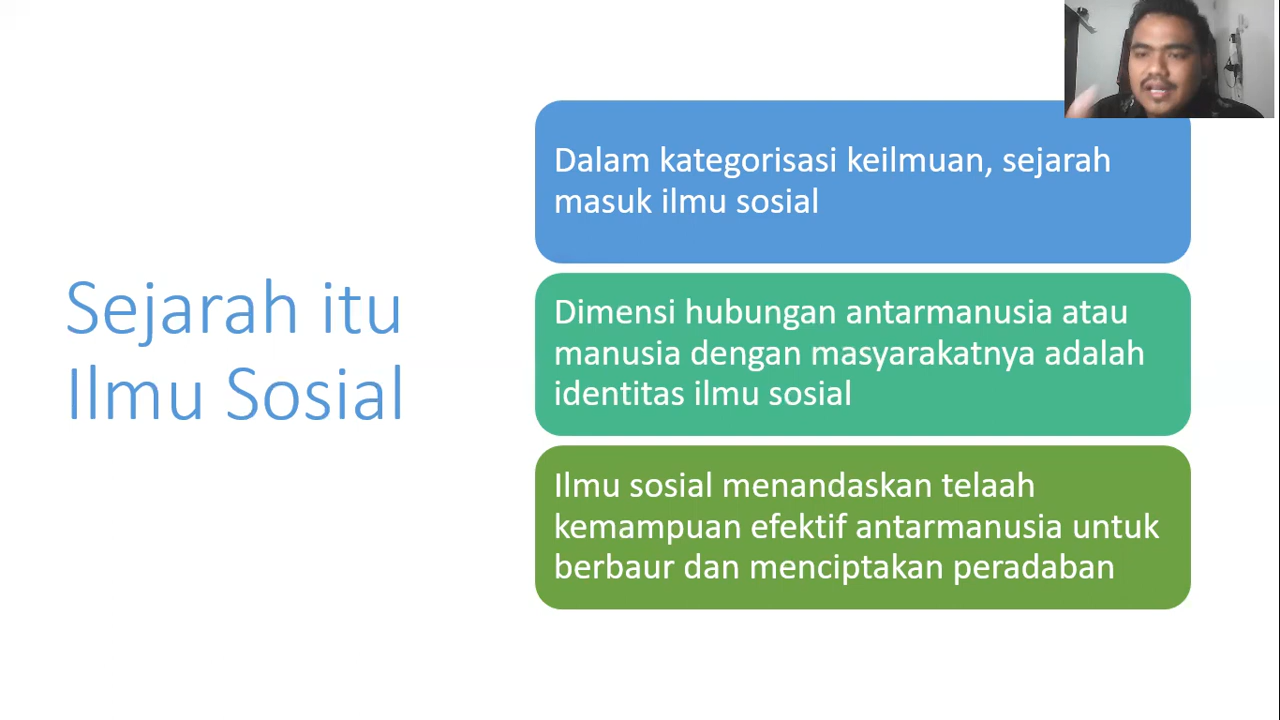 Sejarah itu
Ilmu Sosial
Dalam kategorisasi keilmuan, sejarah
masuk ilmu sosial
Dimensi hubungan antarmanusia atau
manusia dengan masyarakatnya adalah
identitas ilmu sosial
Ilmu sosial menandaskan telaah
kemampuan efektif antarmanusia untuk
berbaur dan menciptakan peradaban